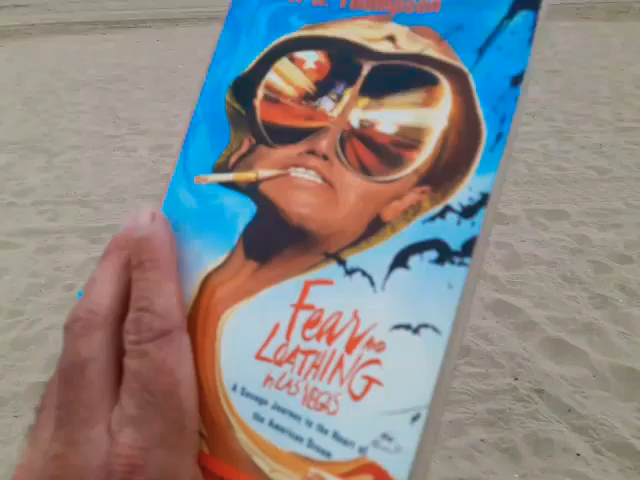 Thompson
Fear AND
LOATHING
IN LAS VEGAS
A Savage Journey to the Heart of
the American Dream